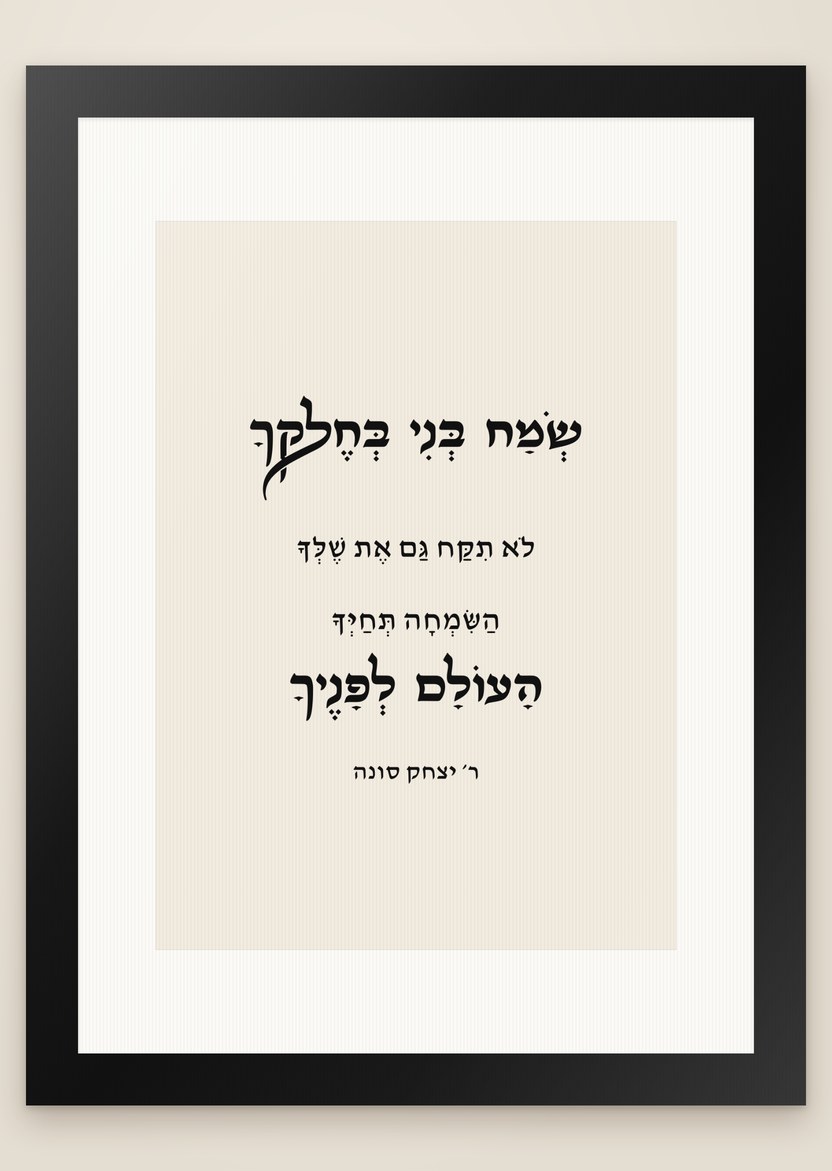 שְׂמַח בְּנִי בְּחֶלְקְךָ
לֹא תִקַּח גַּם אֶת שֶׁלְּךָּ
הַשִּׂמְחָה תְּחַיְּךָּ
הָעוֹלָם לְפָּנֶיךָ
ר׳ יצחק סונה